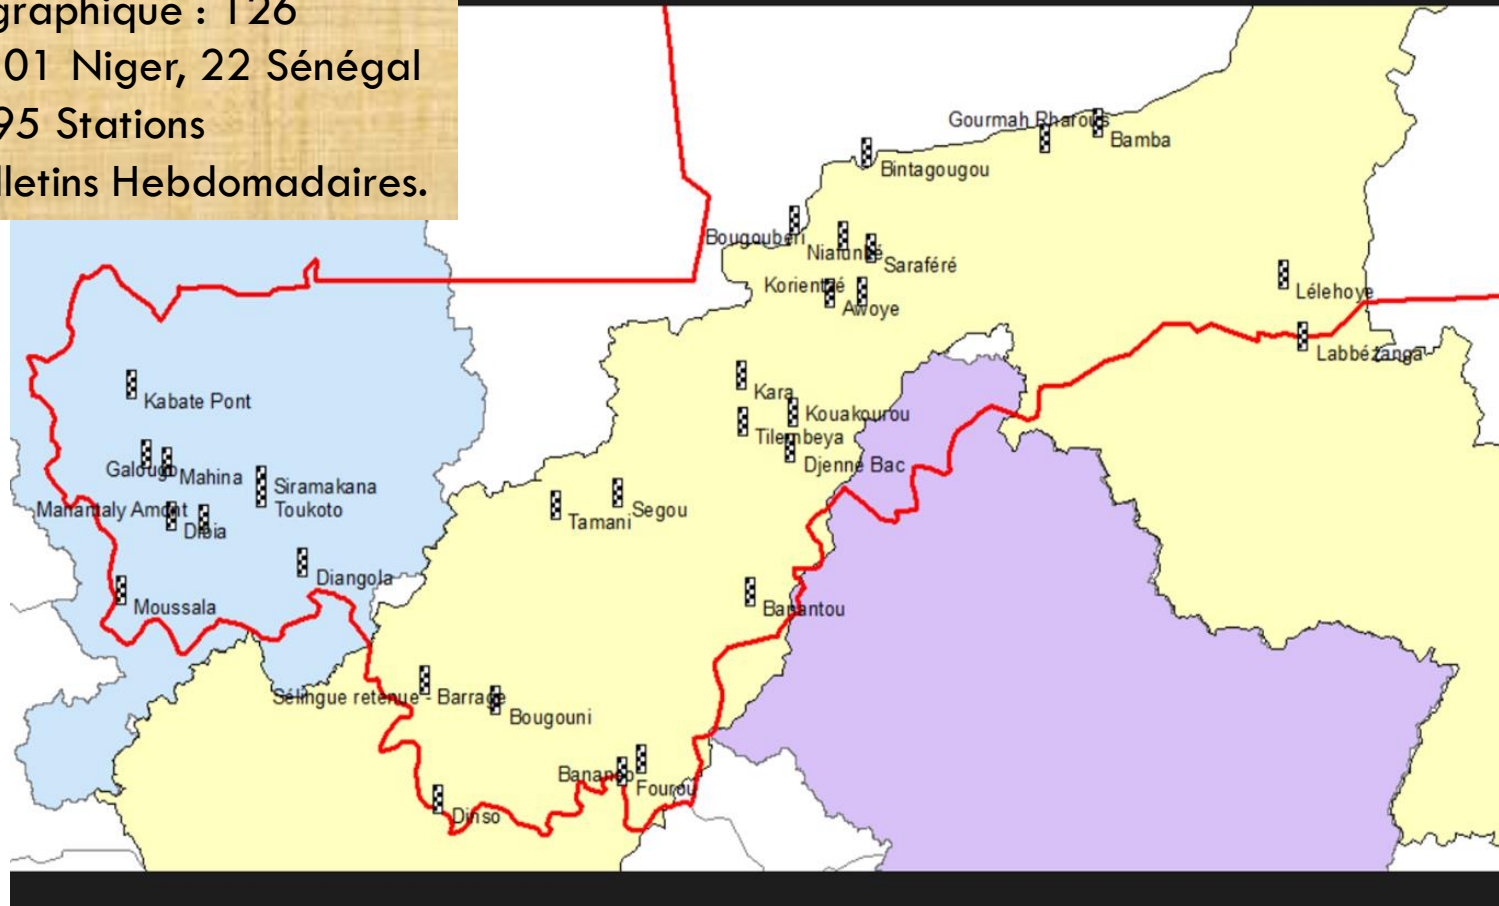 graphique : 126
01 Niger, 22 Sénégal
95 Stations
lletins Hebdomadaires.
Gourmah Rharous
Bamba
Bintagougou
Bougouberi
Niafunké
Saraféré
Korientzé
Awoye
Lélehoye
Labbézanga
Kara
Kouakourou
Tilembeya
Djenné Bac
Kabate Pont
Galougo
Mahina
Siramakana
Toukoto
Manantaly Amont
Dibia
Segou
Tamani
Diangola
Moussala
Banantou
Sélingue retenue - Barrage
Bougouni
Fourou
Dinso